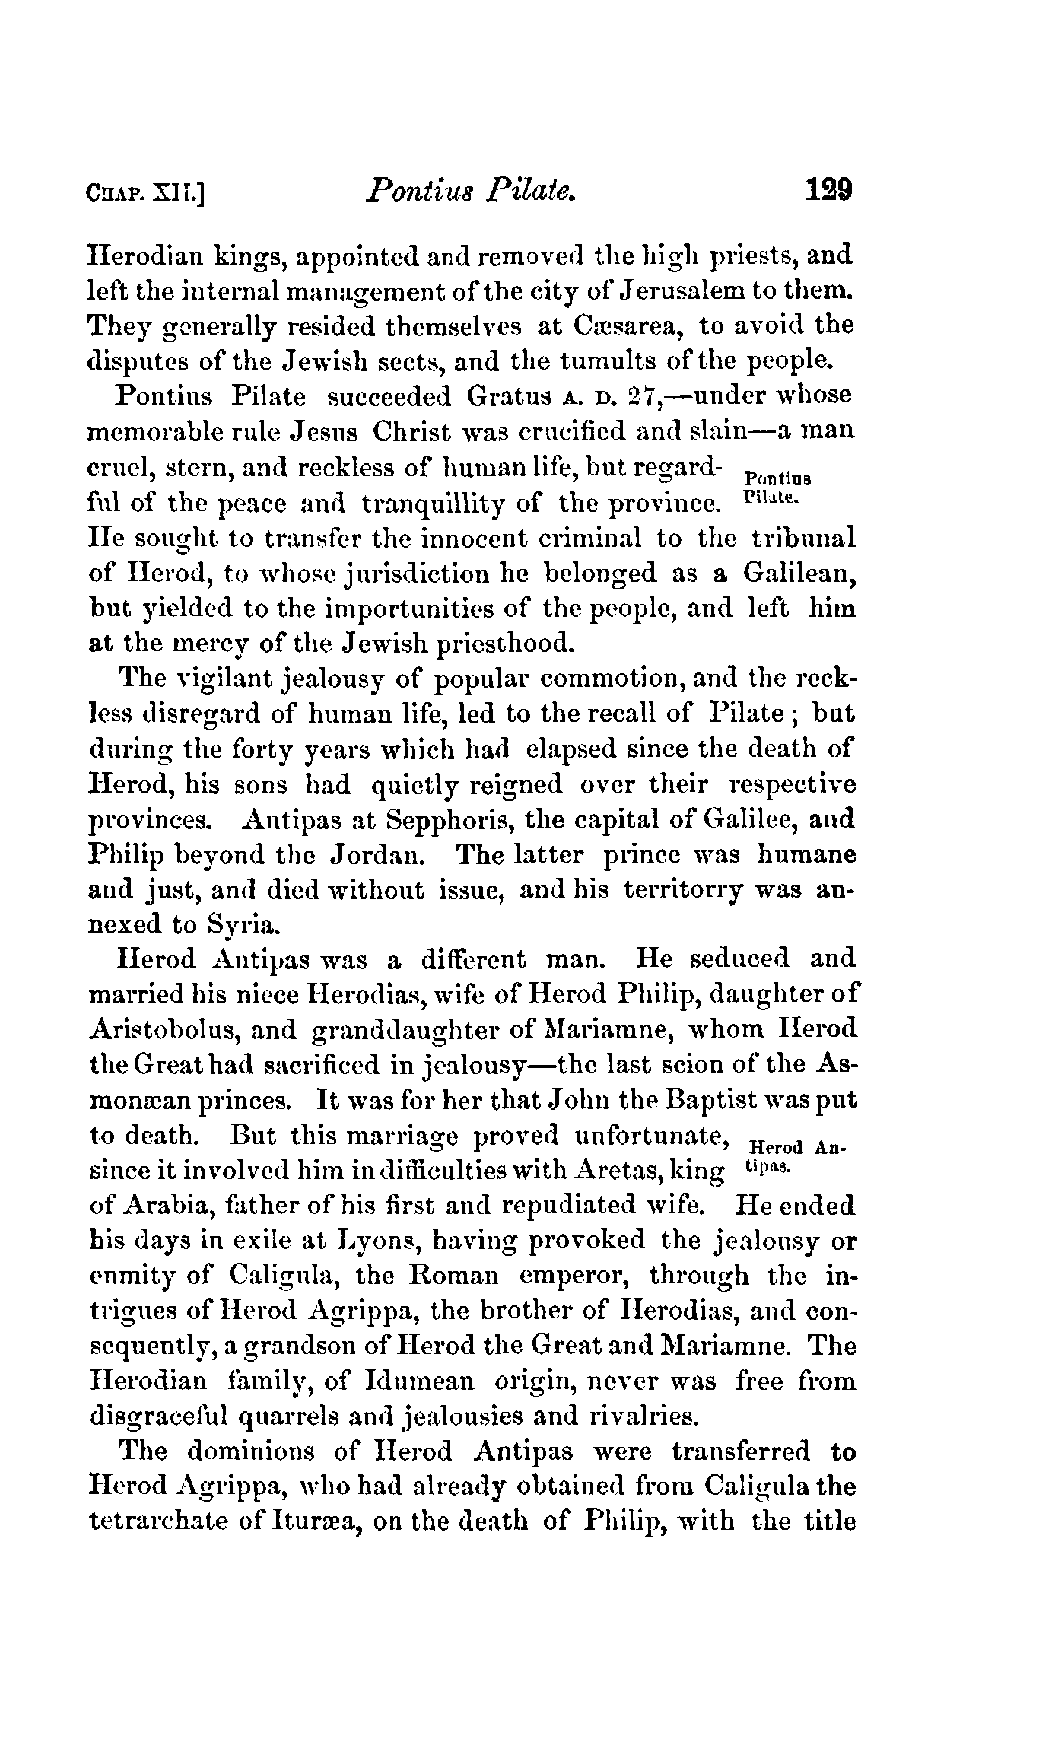 CHAP. XII.] Pontius Pilate. 129
Herodian kings, appointed and removed the high priests, and
left the internal management of the city of Jerusalem to them.
They generally resided themselves at Cæsarea, to avoid the
disputes of the Jewish sects, and the tumults of the people.
Pontius Pilate succeeded Gratus A. D. 27,—under whose
memorable rule Jesus Christ was crucified and slain—a man
cruel, stern, and reckless of human life, but regard-
Pontius
ful of the peace and tranquillity of the province.
Pilate.
He sought to transfer the innocent criminal to the tribunal
of Herod, to whose jurisdiction he belonged as a Galilean,
but yielded to the importunities of the people, and left him
at the mercy of the Jewish priesthood.
The vigilant jealousy of popular commotion, and the reck-
less disregard of human life, led to the recall of Pilate; but
during the forty years which had elapsed since the death of
Herod, his sons had quietly reigned over their respective
provinces. Antipas at Sepphoris, the capital of Galilee, and
Philip beyond the Jordan. The latter prince was humane
and just, and died without issue, and his territorry was an-
nexed to Syria.
Herod Antipas was a different man. He seduced and
married his niece Herodias, wife of Herod Philip, daughter of
Aristobolus, and granddaughter of Mariamne, whom Herod
the Great had sacrificed in jealousy—the last scion of the As-
monæan princes. It was for her that John the Baptist was put
to death. But this marriage proved unfortunate,
Herod An-
since it involved him in difficulties with Aretas, king
tipas.
of Arabia, father of his first and repudiated wife. He ended
his days in exile at Lyons, having provoked the jealousy or
enmity of Caligula, the Roman emperor, through the in-
trigues of Herod Agrippa, the brother of Herodias, and con-
sequently, a grandson of Herod the Great and Mariamne. The
Herodian family, of Idumean origin, never was free from
disgraceful quarrels and jealousies and rivalries.
The dominions of Herod Antipas were transferred to
Herod Agrippa, who had already obtained from Caligula the
tetrarchate of Ituræa, on the death of Philip, with the title